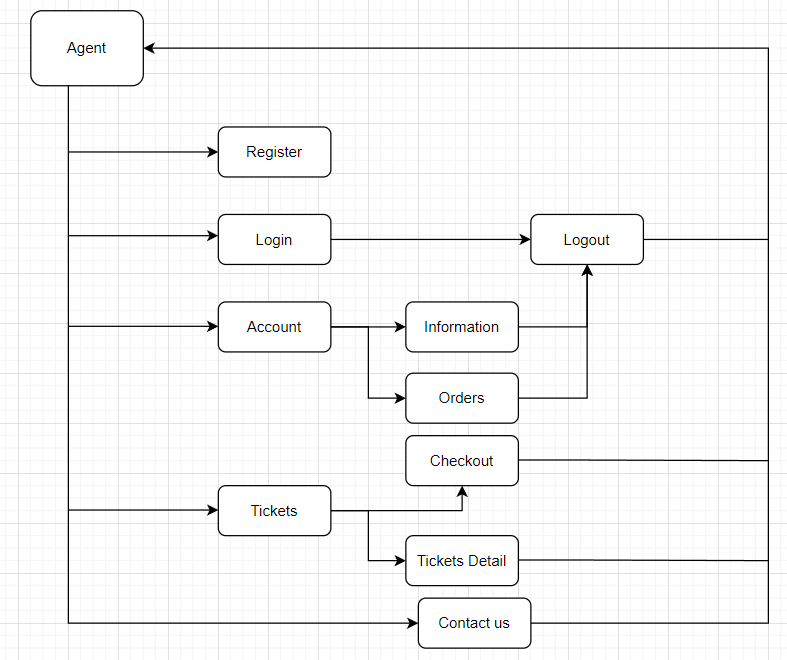 Agent
Register
Login
Logout
Account
Information
Orders
Checkout
Tickets
Tickets Detail
Contact us